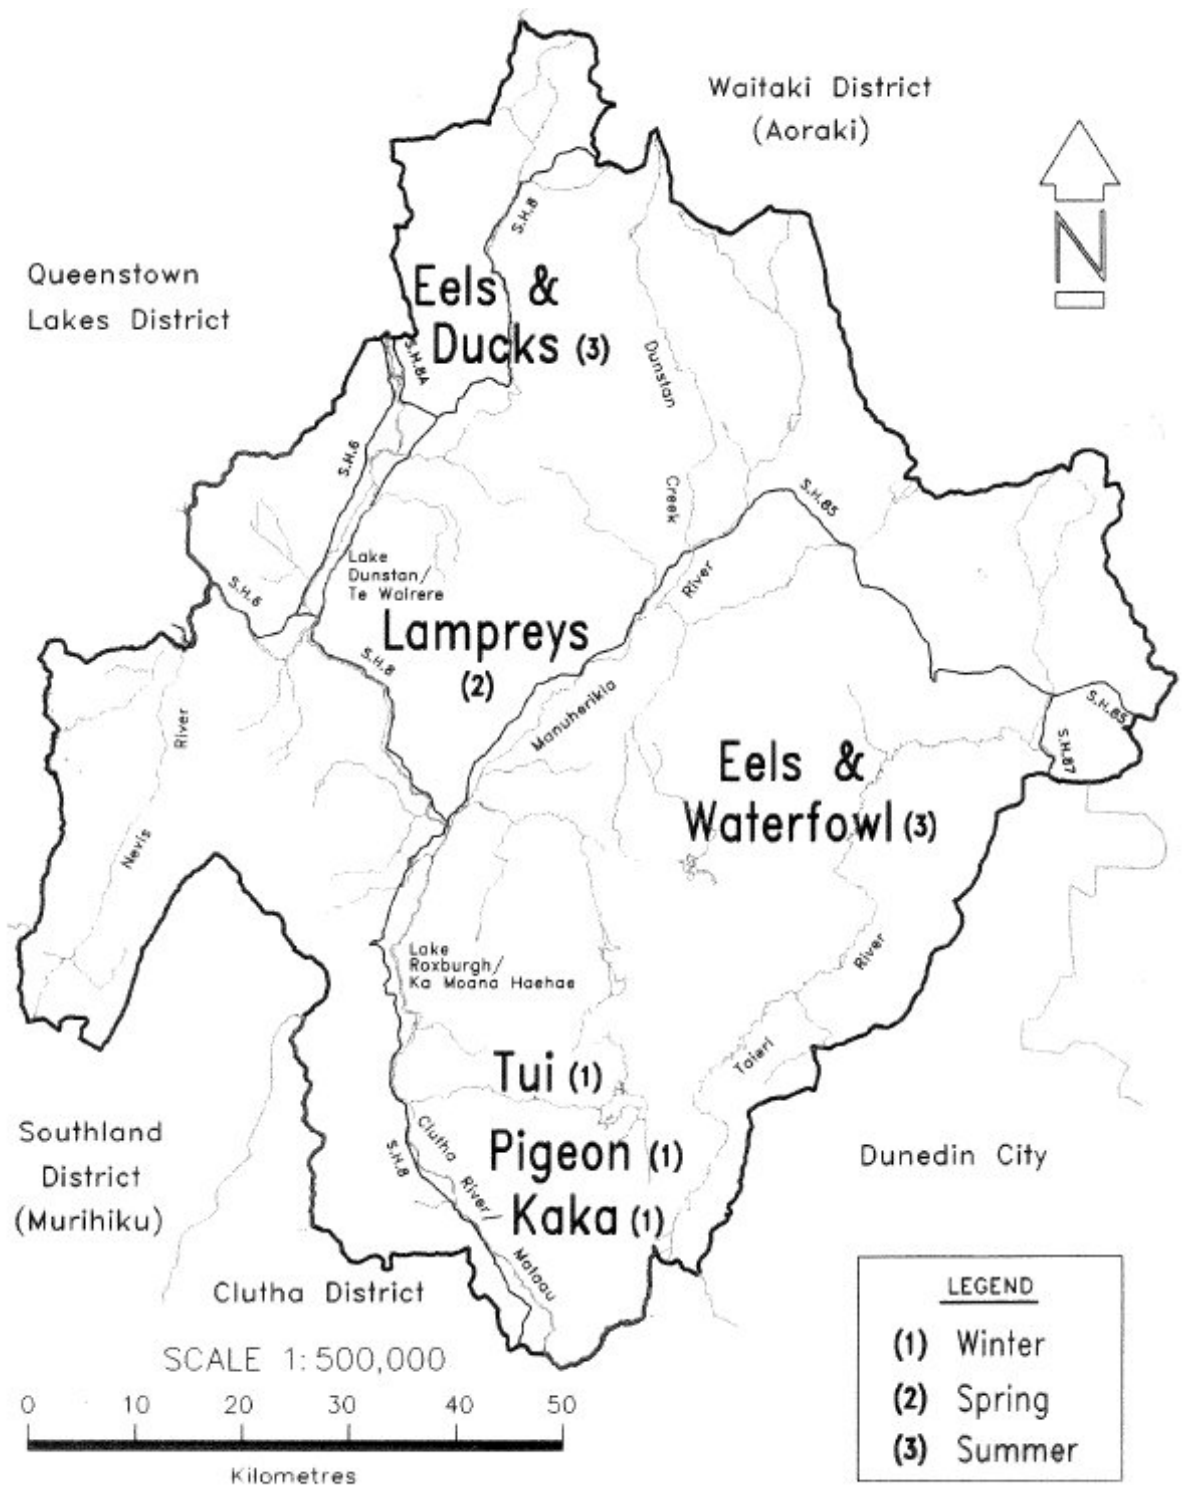 Waitaki District
(Aoraki)
N
Queenstown
Lakes District
S.H.8
Eels &
Ducks (3)
S.H.8A
Dunstan
Creek
S.H.6
S.H.85
Lake
Dunstan/
Te Wairere
River
S.H.6
Lampreys
(2)
S.H.8
Manuherikia
S.H.85
S.H.87
River
Nevis
Eels &
Waterfowl (3)
Lake
Roxburgh/
Ka Moana Haehae
River
Taieri
Tui (1)
Clutha
River/
Mataau
S.H.8
Pigeon (1)
Kaka (1)
Southland
District
(Murihiku)
Dunedin City
Clutha District
SCALE 1:500,000
0 10 20 30 40 50
Kilometres
LEGEND
(1) Winter
(2) Spring
(3) Summer